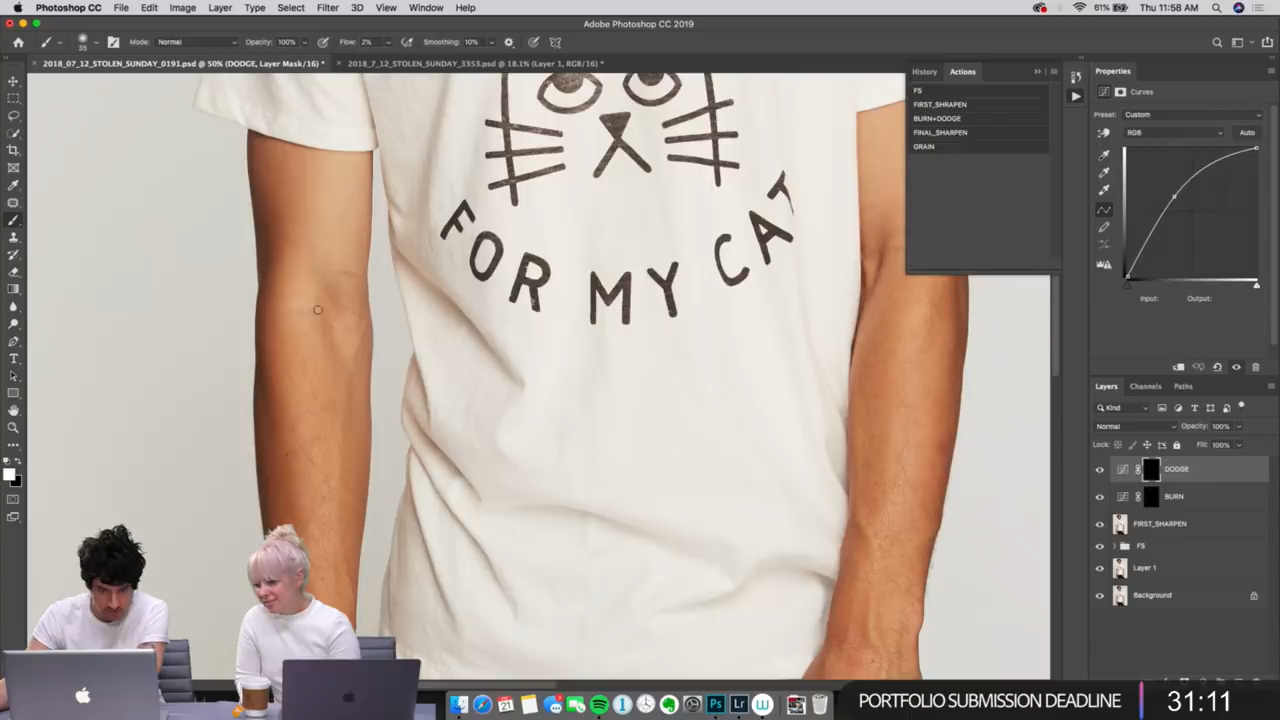 Photoshop CC File Edit Image Layer Type Select Filter 3D View Window Help 61% Thu 11:58 AM
Adobe Photoshop CC 2019
35 Mode: Normal Opacity: 100% Flow: 2% Smoothing: 10%
2018_07_12_STOLEN_SUNDAY_0191.psd @ 50% (DODGE, Layer Mask/16) * 2018_7_12_STOLEN_SUNDAY_3353.psd @ 18.1% (Layer 1, RGB/16) *
History Actions
FS
FIRST_SHRAPEN
BURN+DODGE
FINAL_SHARPEN
GRAIN
Properties
Curves
Preset: Custom
RGB Auto
Input: Output:
FOR MY CAT
Layers Channels Paths
Kind
Normal Opacity: 100%
Lock: Fill: 100%
DODGE
BURN
FIRST_SHARPEN
FS
Layer 1
Background
PORTFOLIO SUBMISSION DEADLINE 31:11